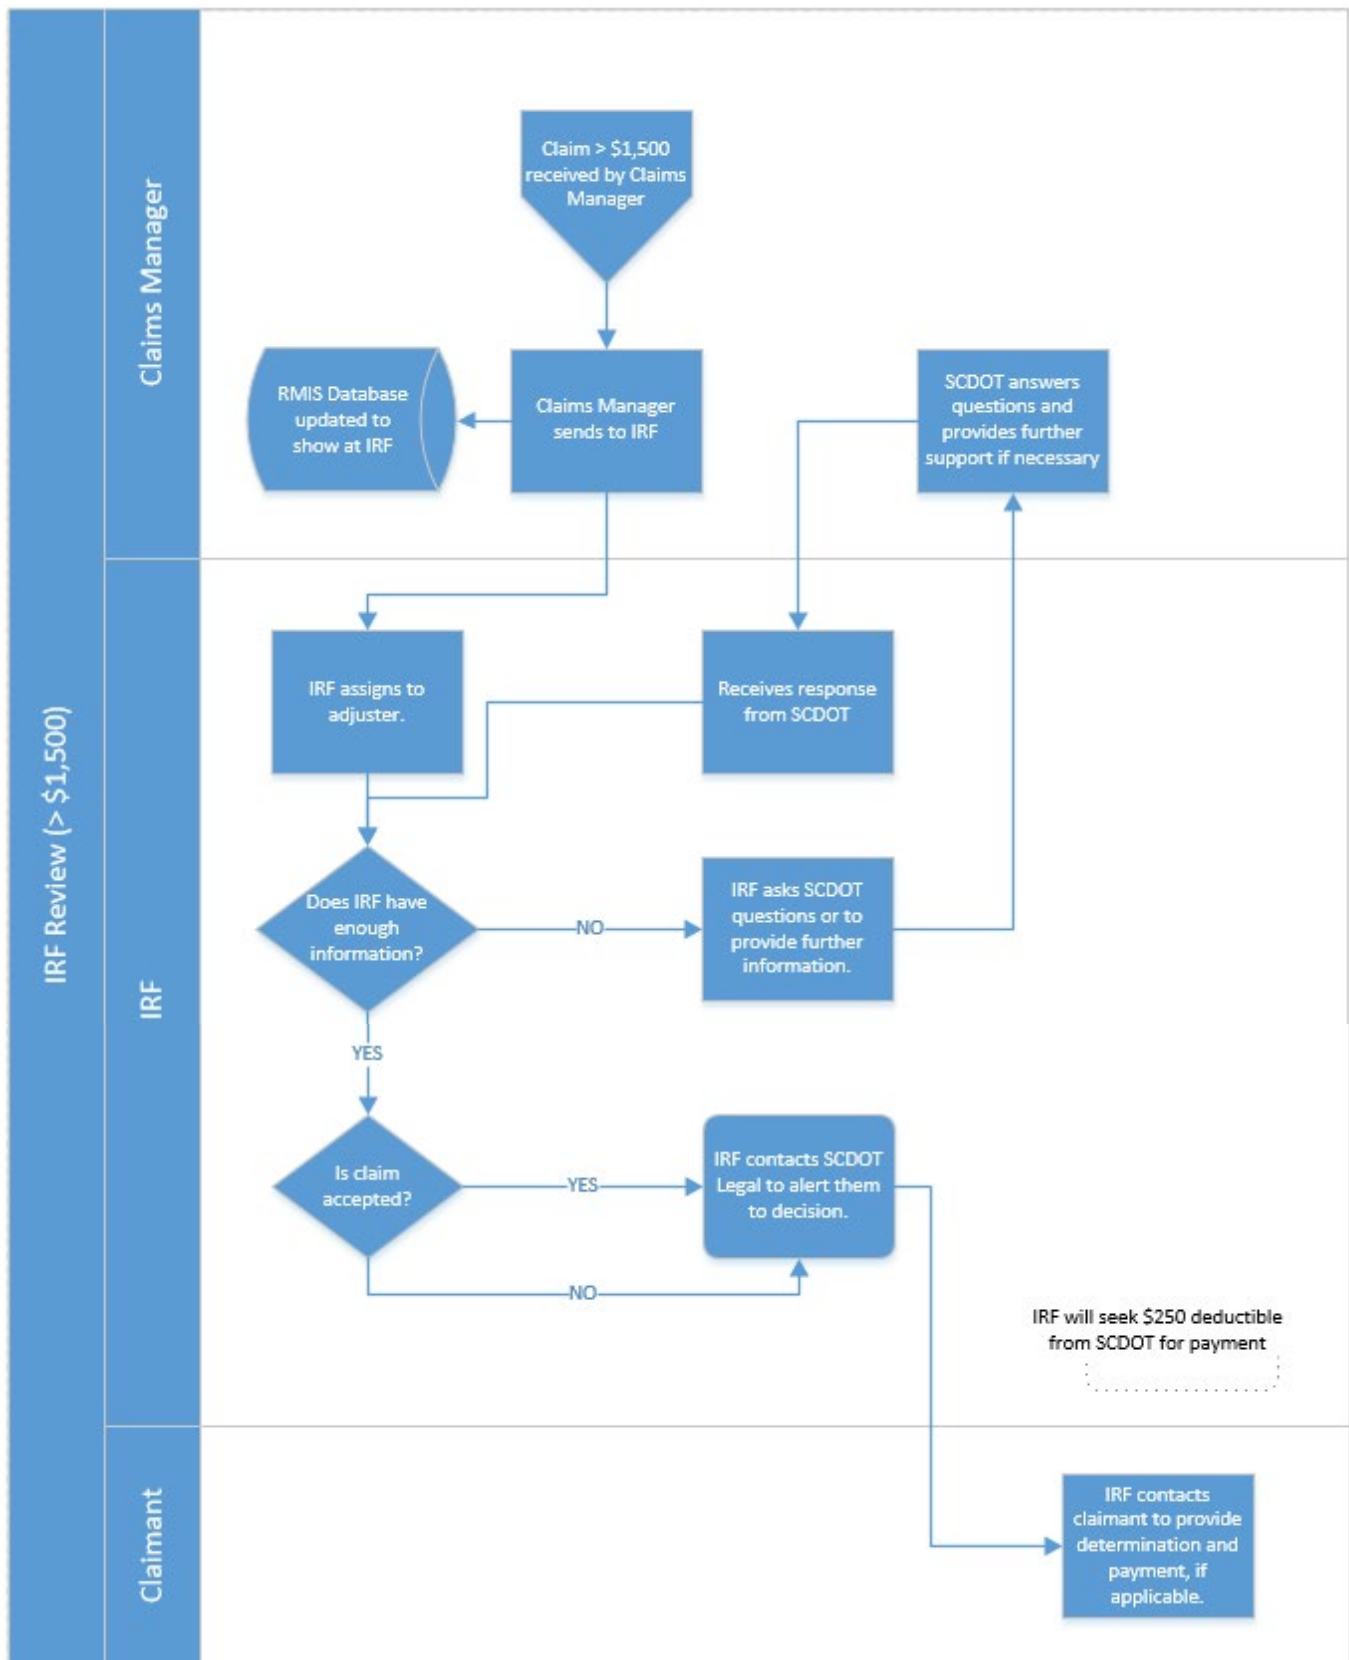 IRF Review (> $1,500)
Claims Manager
Claim > $1,500
received by Claims
Manager
RMIS Database
updated to
show at IRF
Claims Manager
sends to IRF
SCDOT answers
questions and
provides further
support if necessary
IRF
IRF assigns to
adjuster.
Receives response
from SCDOT
Does IRF have
enough
information?
NO
IRF asks SCDOT
questions or to
provide further
information.
YES
Is claim
accepted?
YES
IRF contacts SCDOT
Legal to alert them
to decision.
NO
IRF will seek $250 deductible
from SCDOT for payment
Claimant
IRF contacts
claimant to provide
determination and
payment, if
applicable.